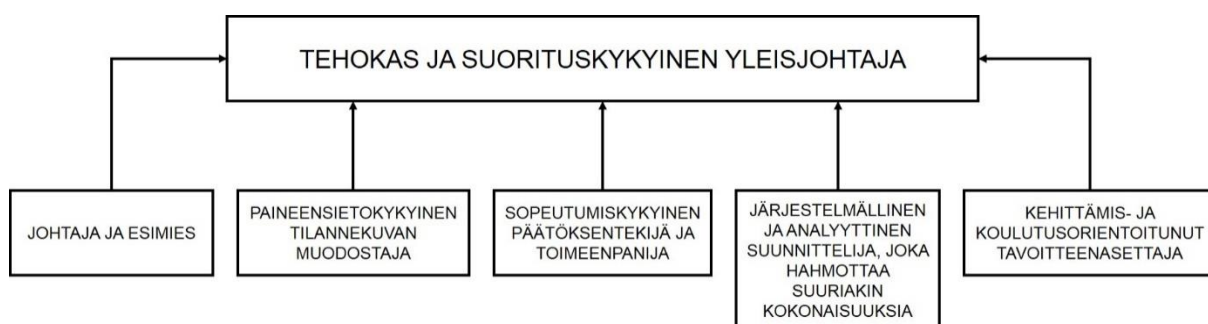 TEHOKAS JA SUORITUSKYKYINEN YLEISJOHTAJA
JOHTAJA JA ESIMIES
PAINEENSIETOKYKYINEN
TILANNEKUVAN
MUODOSTAJA
SOPEUTUMISKYKYINEN
PÄÄTÖKSENTEKIJÄ JA
TOIMEENPANIJA
JÄRJESTELMÄLLINEN
JA ANALYYTTINEN
SUUNNITTELIJA, JOKA
HAHMOTTAA
SUURIAKIN
KOKONAISUUKSIA
KEHITTÄMIS- JA
KOULUTUSORIENTOITUNUT
TAVOITTEENASETTAJA